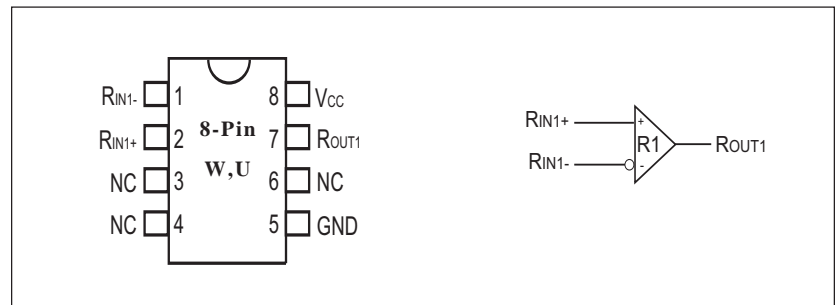 RIN1- 1 8 VCC
RIN1+ 2 8-Pin 7 ROUT1
W,U
NC 3 6 NC
NC 4 5 GND
RIN1+ + R1 ROUT1
RIN1- -